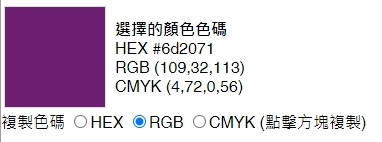 選擇的顏色色碼
HEX #6d2071
RGB (109,32,113)
CMYK (4,72,0,56)
複製色碼 HEX RGB CMYK (點擊方塊複製)